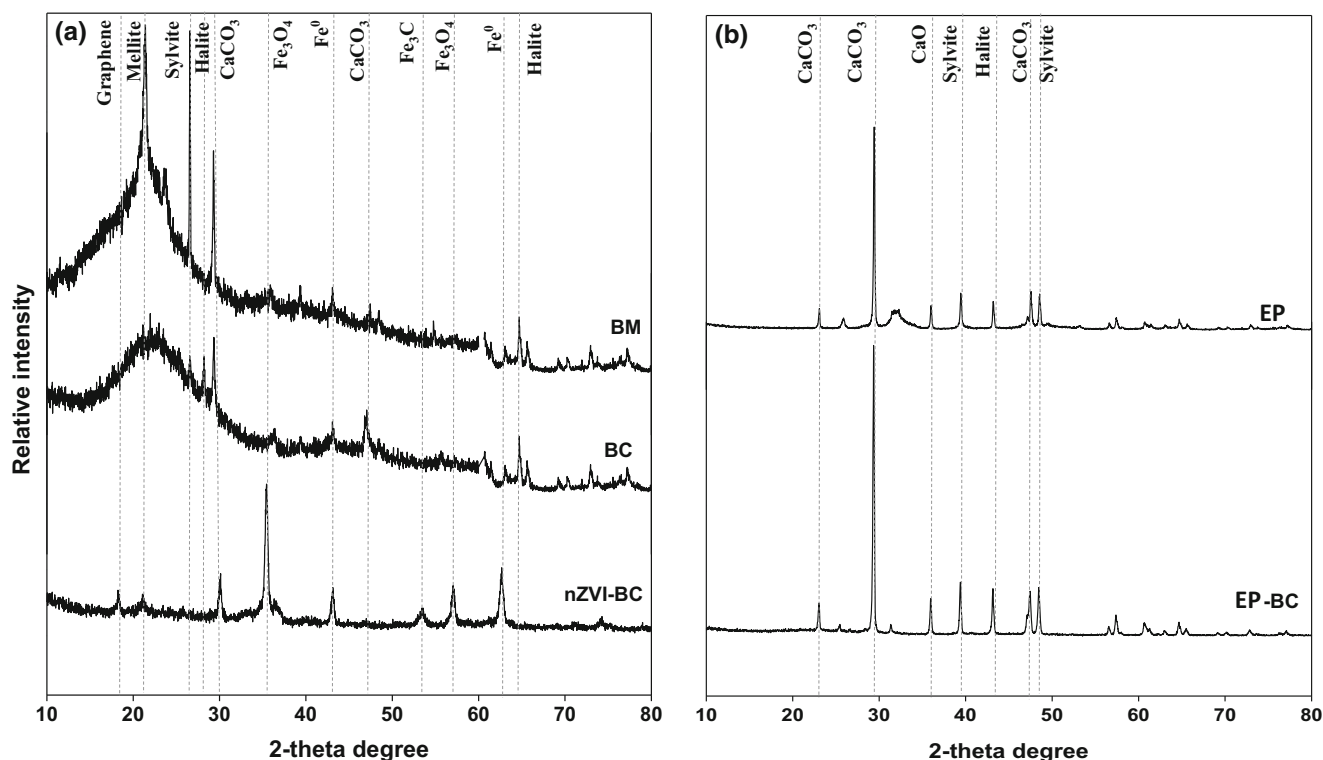 (a)
Graphene
Mellite
Sylvite
Halite
CaCO₃
Fe₃O₄
Fe⁰
CaCO₃
Fe₃C
Fe₃O₄
Fe⁰
Halite
BM
BC
nZVI-BC
Relative intensity
10 20 30 40 50 60 70 80
2-theta degree
(b)
CaCO₃
CaCO₃
CaO
Sylvite
Halite
CaCO₃
Sylvite
EP
EP-BC
10 20 30 40 50 60 70 80
2-theta degree